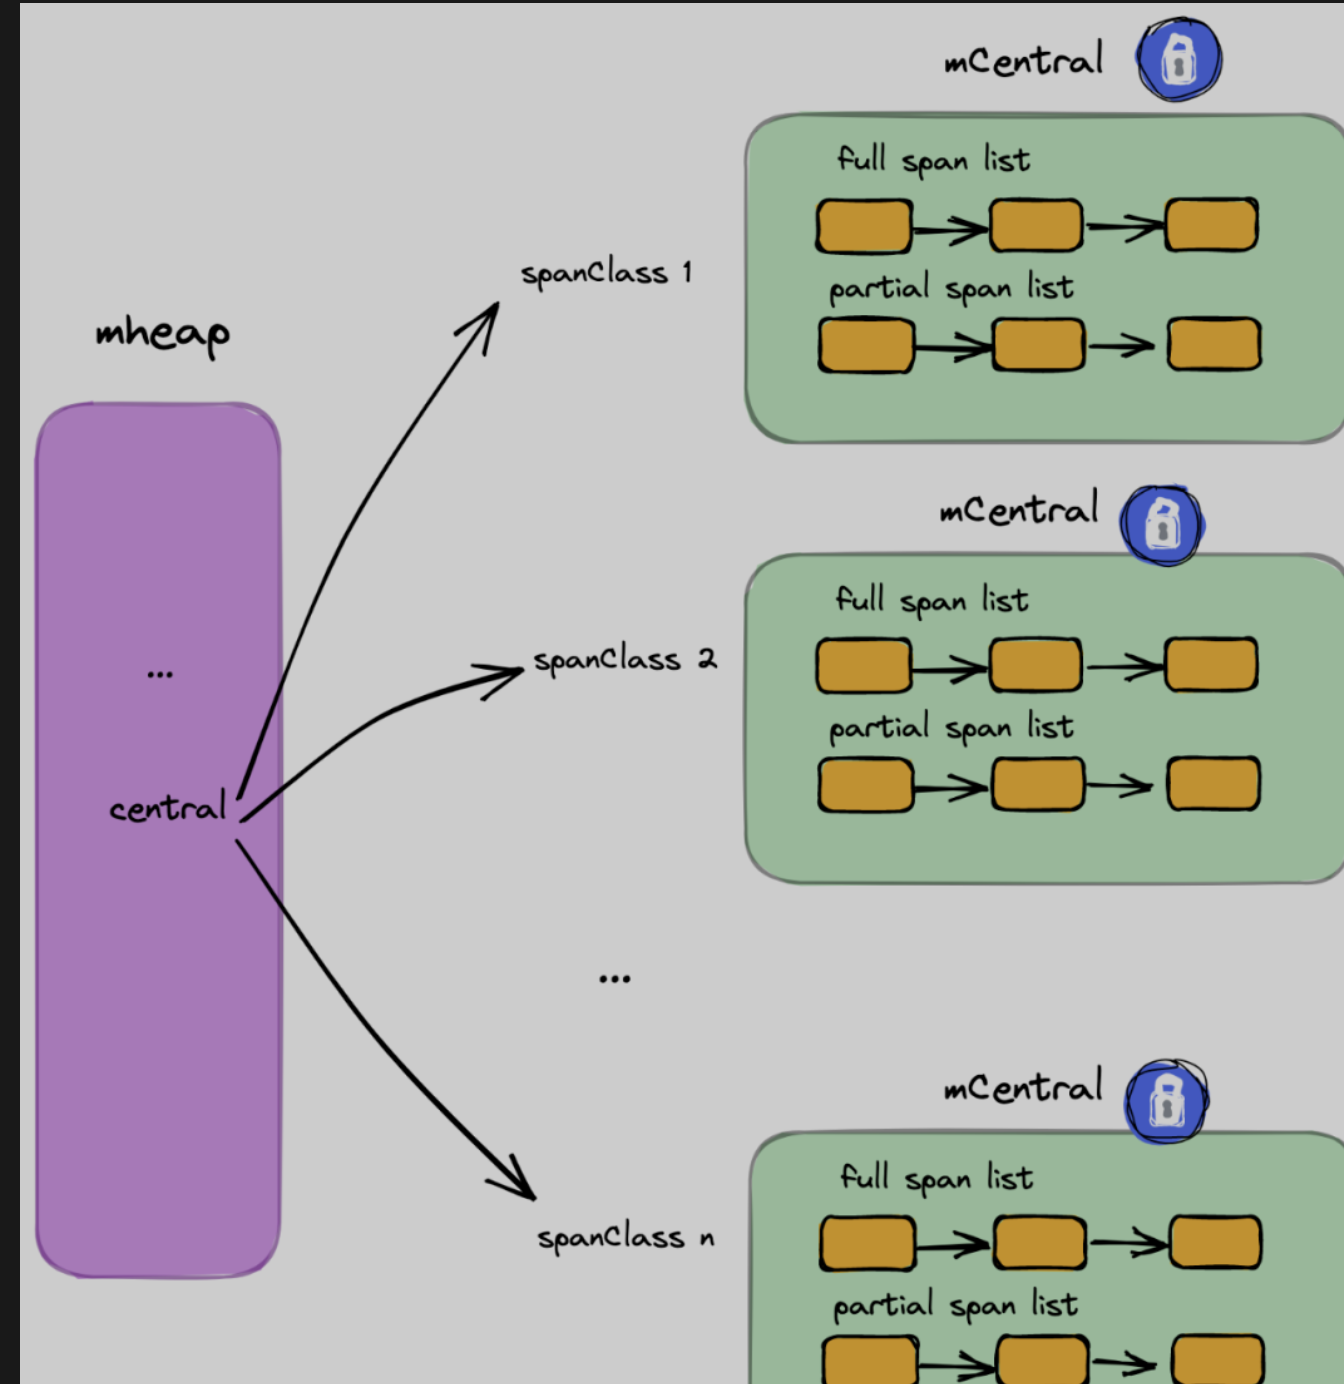 mheap
...
central
spanClass 1
mCentral
full span list
partial span list
spanClass 2
mCentral
full span list
partial span list
...
spanClass n
mCentral
full span list
partial span list